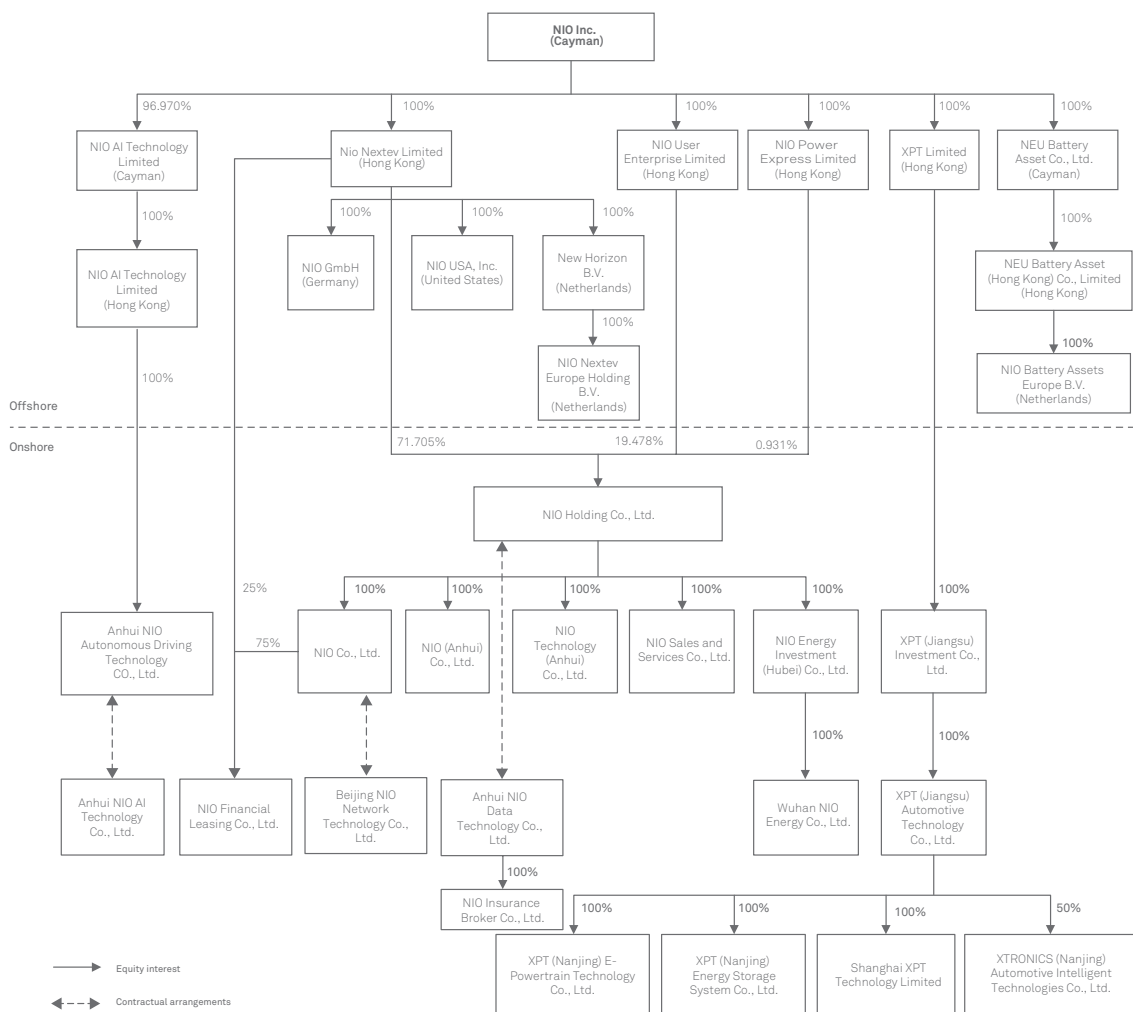 NIO Inc.
(Cayman)
96.970%
100%
100%
100%
100%
100%
NIO AI Technology
Limited
(Cayman)
Nio Nextev Limited
(Hong Kong)
NIO User
Enterprise Limited
(Hong Kong)
NIO Power
Express Limited
(Hong Kong)
XPT Limited
(Hong Kong)
NEU Battery
Asset Co., Ltd.
(Cayman)
100%
100%
100%
100%
100%
NIO AI Technology
Limited
(Hong Kong)
NIO GmbH
(Germany)
NIO USA, Inc.
(United States)
New Horizon
B.V.
(Netherlands)
NEU Battery Asset
(Hong Kong) Co., Limited
(Hong Kong)
100%
100%
100%
NIO Nextev
Europe Holding
B.V.
(Netherlands)
NIO Battery Assets
Europe B.V.
(Netherlands)
Offshore
Onshore
71.705%
19.478%
0.931%
NIO Holding Co., Ltd.
25%
100%
100%
100%
100%
100%
100%
75%
Anhui NIO
Autonomous Driving
Technology
CO., Ltd.
NIO Co., Ltd.
NIO (Anhui)
Co., Ltd.
NIO
Technology
(Anhui)
Co., Ltd.
NIO Sales and
Services Co., Ltd.
NIO Energy
Investment
(Hubei) Co., Ltd.
XPT (Jiangsu)
Investment Co.,
Ltd.
100%
100%
Anhui NIO AI
Technology
Co., Ltd.
NIO Financial
Leasing Co., Ltd.
Beijing NIO
Network
Technology Co.,
Ltd.
Anhui NIO
Data
Technology Co.,
Ltd.
Wuhan NIO
Energy Co., Ltd.
XPT (Jiangsu)
Automotive
Technology
Co., Ltd.
100%
NIO Insurance
Broker Co., Ltd.
100%
100%
100%
50%
XPT (Nanjing) E-
Powertrain Technology
Co., Ltd.
XPT (Nanjing)
Energy Storage
System Co., Ltd.
Shanghai XPT
Technology Limited
XTRONICS (Nanjing)
Automotive Intelligent
Technologies Co., Ltd.
Equity interest
Contractual arrangements